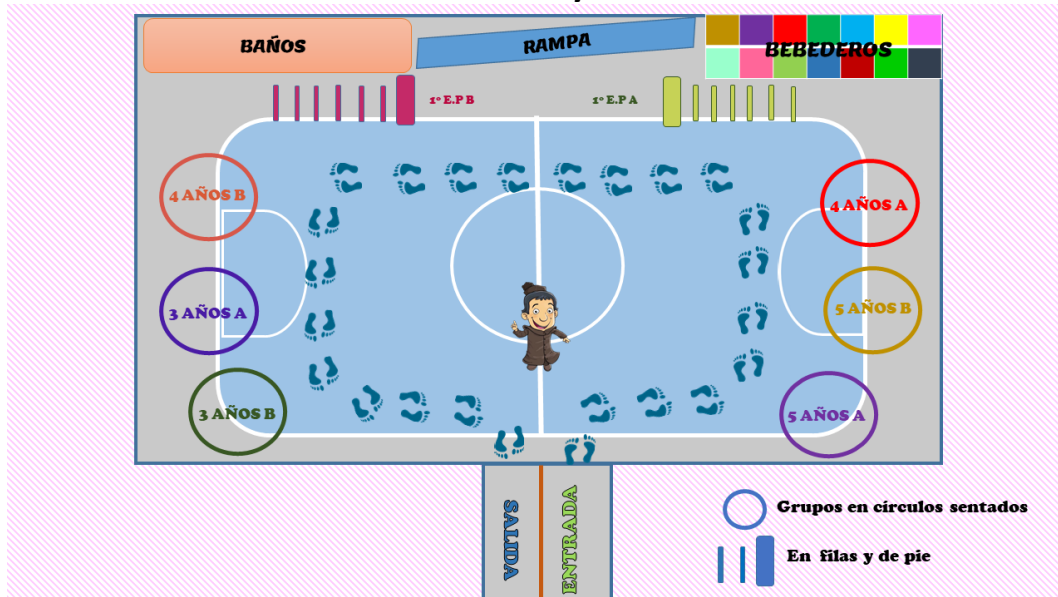 BAÑOS
RAMPA
BEBEDEROS
1º E.P B
1º E.P A
4 AÑOS B
4 AÑOS A
3 AÑOS A
5 AÑOS B
3 AÑOS B
5 AÑOS A
SALIDA
ENTRADA
Grupos en círculos sentados
En filas y de pie